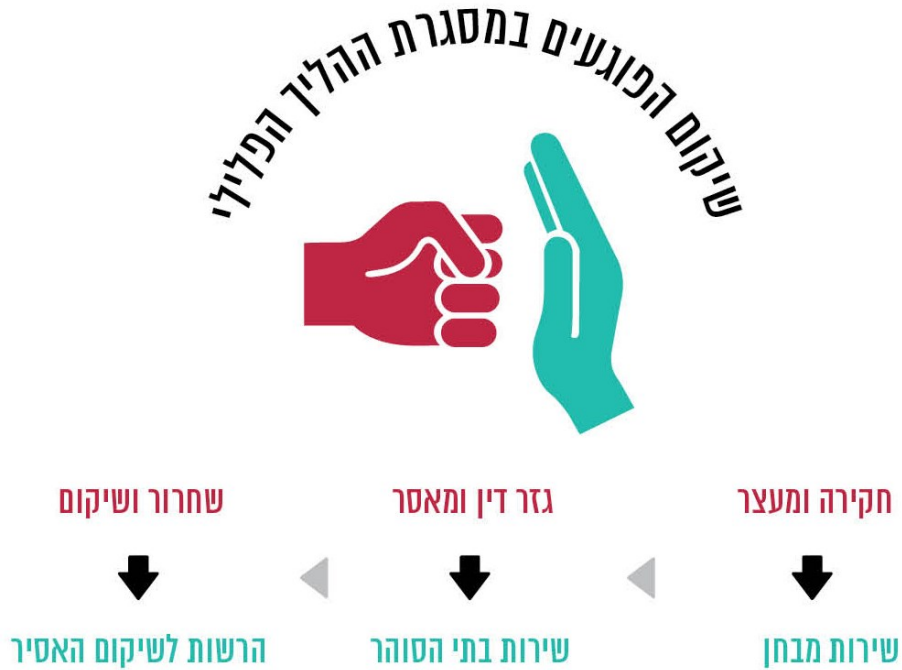 שיקום הפוגעים במסגרת ההליך הפלילי
חקירה ומעצר
גזר דין ומאסר
שחרור ושיקום
שירות מבחן
שירות בתי הסוהר
הרשות לשיקום האסיר